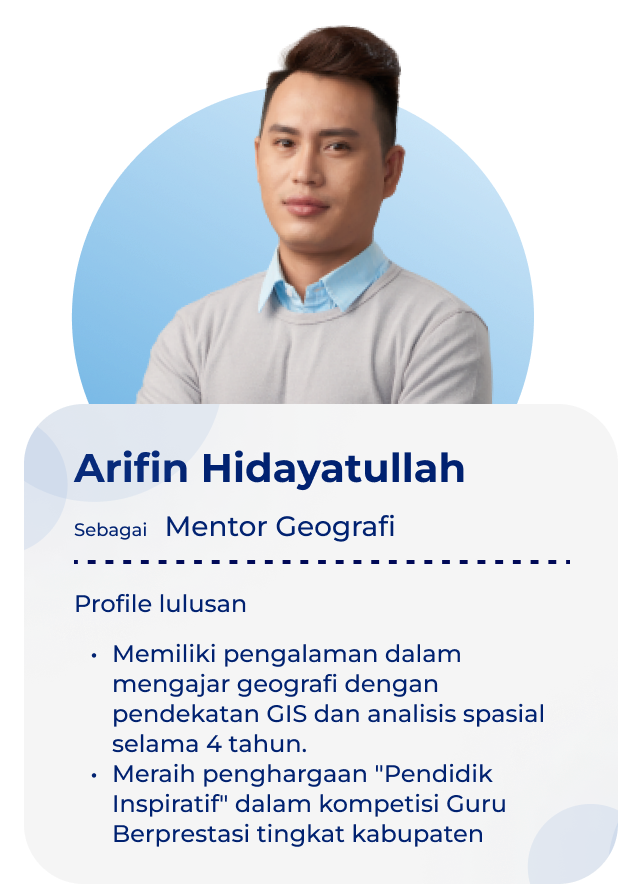 Arifin Hidayatullah
Sebagai Mentor Geografi
Profile lulusan
• Memiliki pengalaman dalam
mengajar geografi dengan
pendekatan GIS dan analisis spasial
selama 4 tahun.
• Meraih penghargaan "Pendidik
Inspiratif" dalam kompetisi Guru
Berprestasi tingkat kabupaten